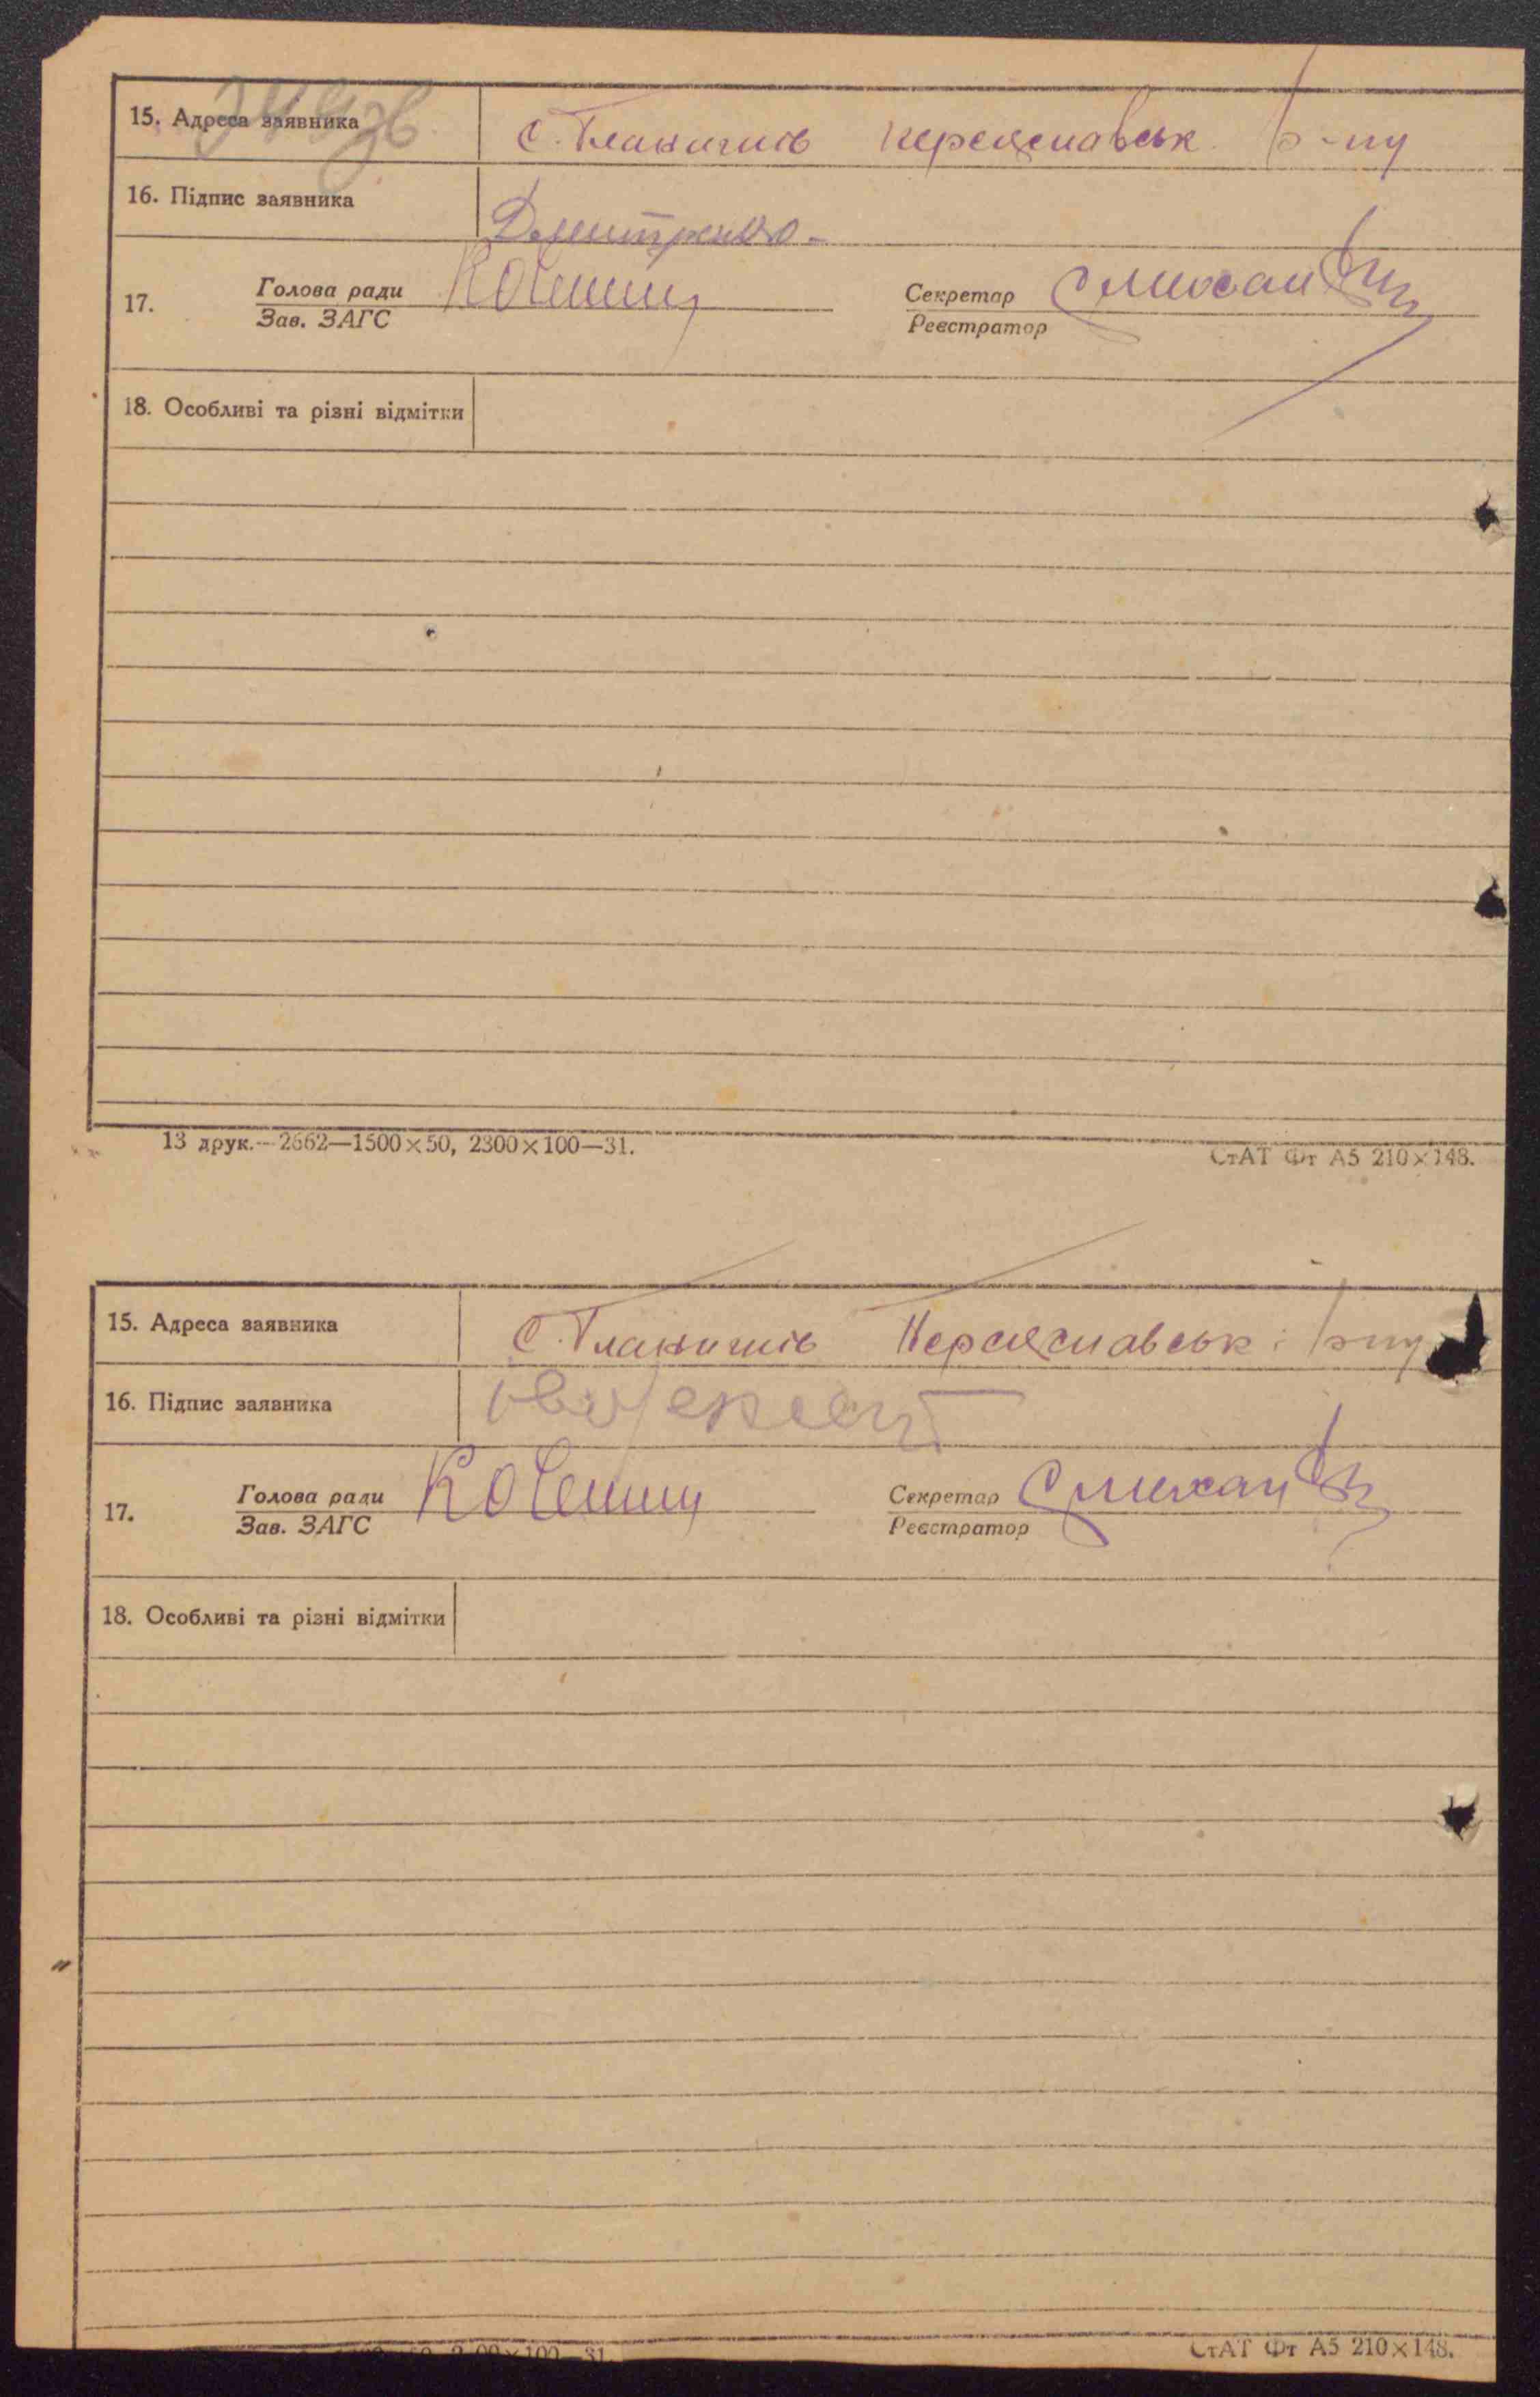 15. Адреса заявника С. Гланишів Переяславськ р-ну
16. Підпис заявника Дмитренко
17. Голова ради Секретар
Зав. ЗАГС Реєстратор
18. Особливі та різні відмітки
13 друк.—2662—1500×50, 2300×100—31.
СтАТ Фт А5 210×148.
15. Адреса заявника С. Гланишів Переяславськ. р-ну
16. Підпис заявника
17. Голова ради Секретар
Зав. ЗАГС Реєстратор
18. Особливі та різні відмітки
СтАТ Фт А5 210×148.